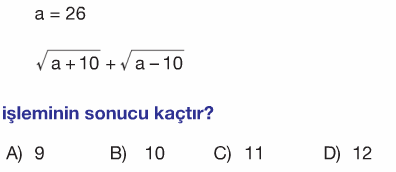 a = 26
√a + 10 + √a – 10
işleminin sonucu kaçtır?
A) 9 B) 10 C) 11 D) 12